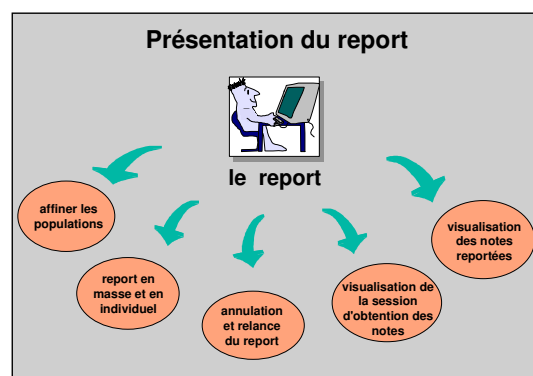 Présentation du report
le report
affiner les
populations
report en
masse et en
individuel
annulation
et relance
du report
visualisation de
la session
d'obtention des
notes
visualisation
des notes
reportées